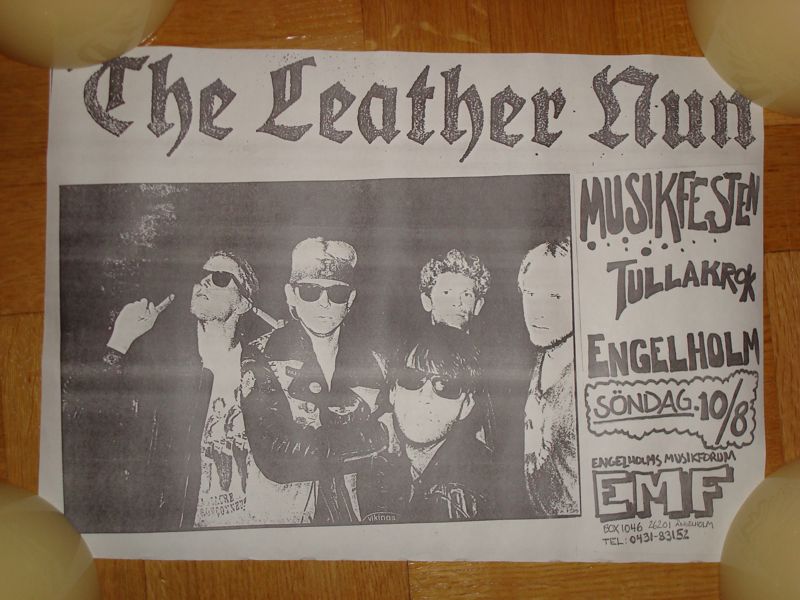 The Leather Nun
MUSIKFESTEN
TULLAKROK
ENGELHOLM
SÖNDAG. 10/8
ENGELHOLMS MUSIKFORUM
EMF
BOX 1046 26201 ÄNGELHOLM
TEL: 0431-83152
vikings